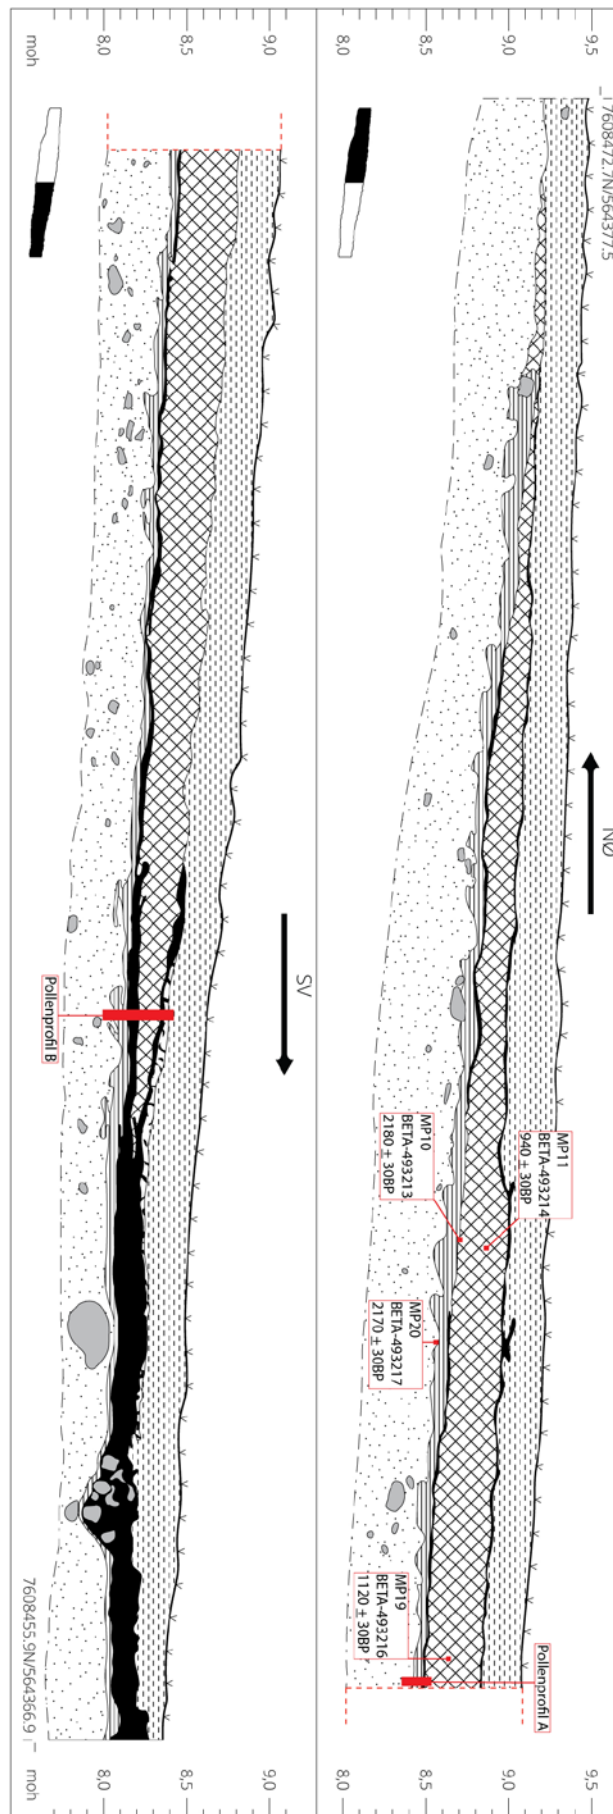 7608472.7N/564377.5
9,5
9,0
8,5
8,0
NØ
MP11
BETA-493214
940 ± 30BP
MP10
BETA-493213
2180 ± 30BP
MP20
BETA-493217
2170 ± 30BP
MP19
BETA-493216
1120 ± 30BP
Pollenprofil A
9,5
9,0
8,5
8,0
9,0
8,5
8,0
moh
SV
Pollenprofil B
7608455.9N/564366.9
9,0
8,5
8,0
moh